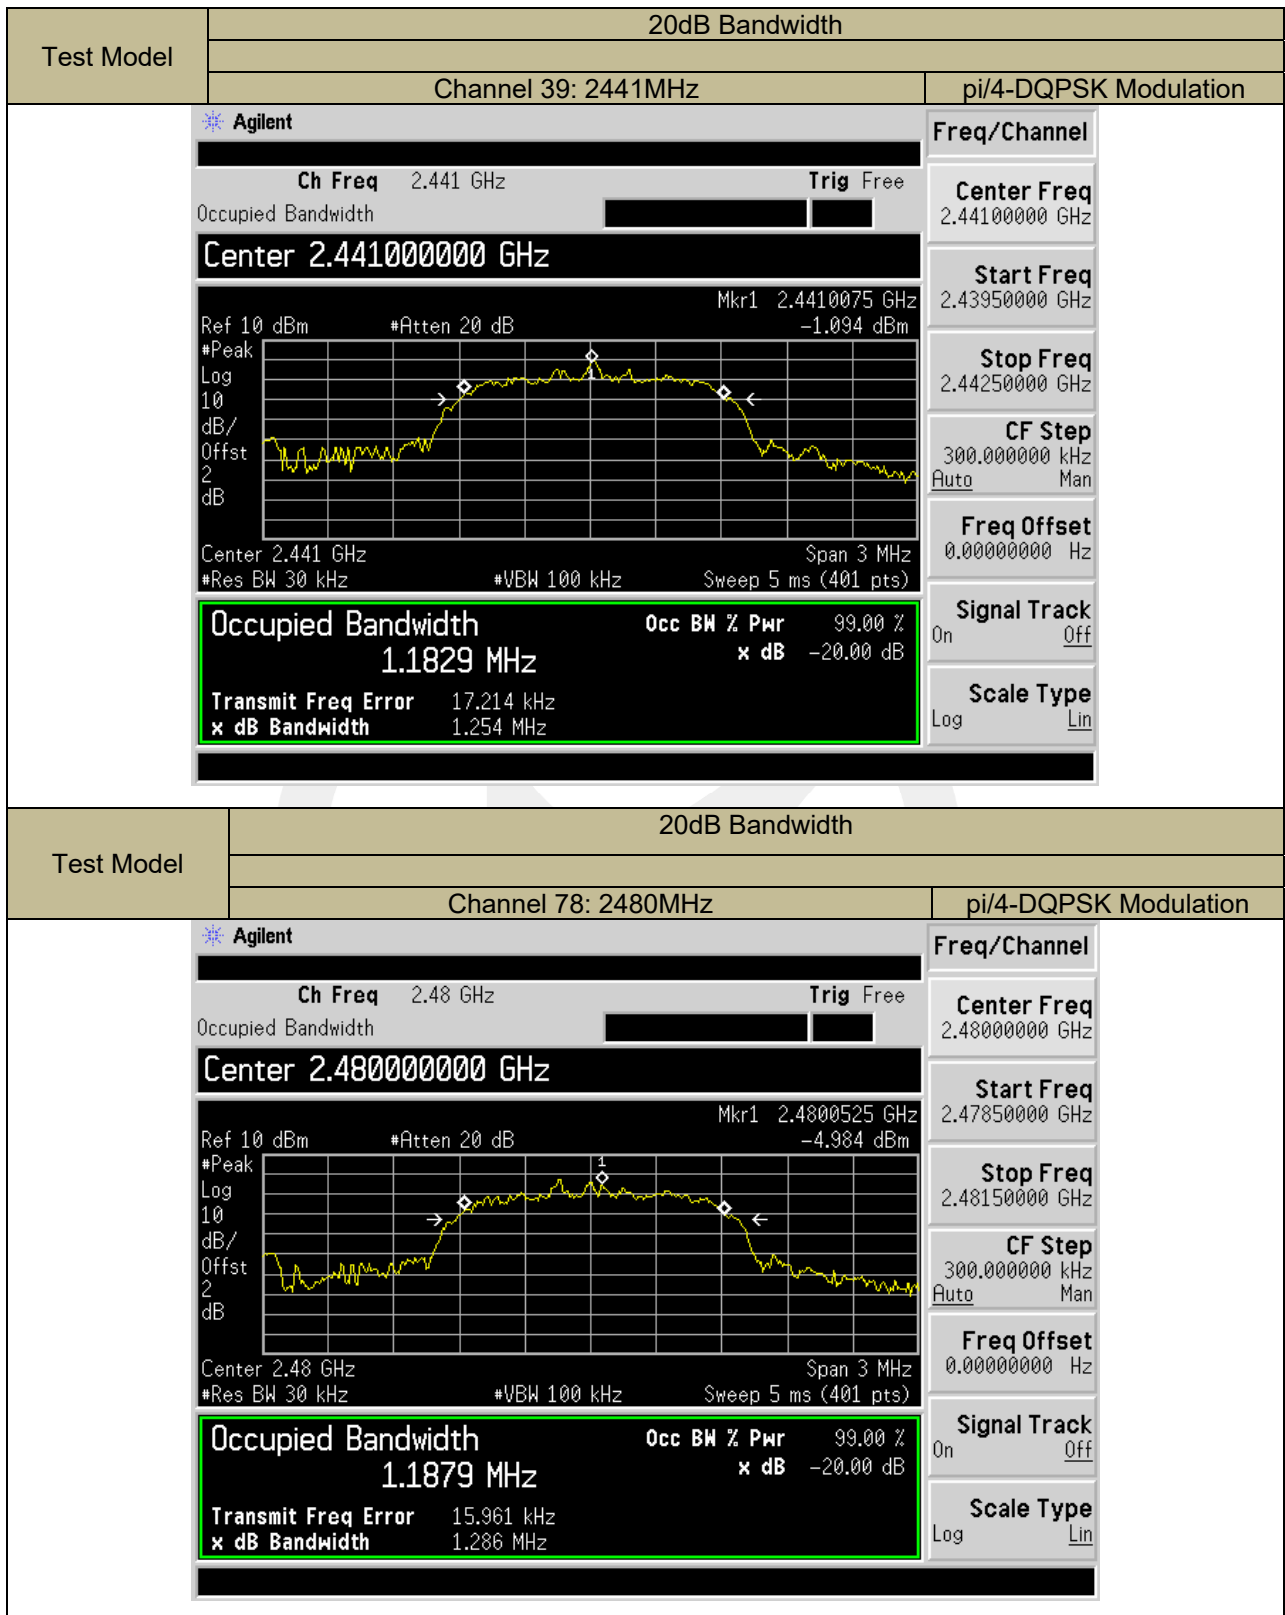 Test Model
20dB Bandwidth
Channel 39: 2441MHz
pi/4-DQPSK Modulation
Agilent
Freq/Channel
Ch Freq 2.441 GHz Trig Free
Occupied Bandwidth
Center 2.441000000 GHz
Mkr1 2.4410075 GHz
Ref 10 dBm #Atten 20 dB -1.094 dBm
#Peak
Log
10
dB/
Offst
2
dB
1
Center 2.441 GHz Span 3 MHz
#Res BW 30 kHz #VBW 100 kHz Sweep 5 ms (401 pts)
Occupied Bandwidth Occ BW % Pwr 99.00 %
1.1829 MHz x dB -20.00 dB
Transmit Freq Error 17.214 kHz
x dB Bandwidth 1.254 MHz
Center Freq
2.44100000 GHz
Start Freq
2.43950000 GHz
Stop Freq
2.44250000 GHz
CF Step
300.000000 kHz
Auto Man
Freq Offset
0.00000000 Hz
Signal Track
On Off
Scale Type
Log Lin
Test Model
20dB Bandwidth
Channel 78: 2480MHz
pi/4-DQPSK Modulation
Agilent
Freq/Channel
Ch Freq 2.48 GHz Trig Free
Occupied Bandwidth
Center 2.480000000 GHz
Mkr1 2.4800525 GHz
Ref 10 dBm #Atten 20 dB -4.984 dBm
#Peak
Log
10
dB/
Offst
2
dB
1
Center 2.48 GHz Span 3 MHz
#Res BW 30 kHz #VBW 100 kHz Sweep 5 ms (401 pts)
Occupied Bandwidth Occ BW % Pwr 99.00 %
1.1879 MHz x dB -20.00 dB
Transmit Freq Error 15.961 kHz
x dB Bandwidth 1.286 MHz
Center Freq
2.48000000 GHz
Start Freq
2.47850000 GHz
Stop Freq
2.48150000 GHz
CF Step
300.000000 kHz
Auto Man
Freq Offset
0.00000000 Hz
Signal Track
On Off
Scale Type
Log Lin